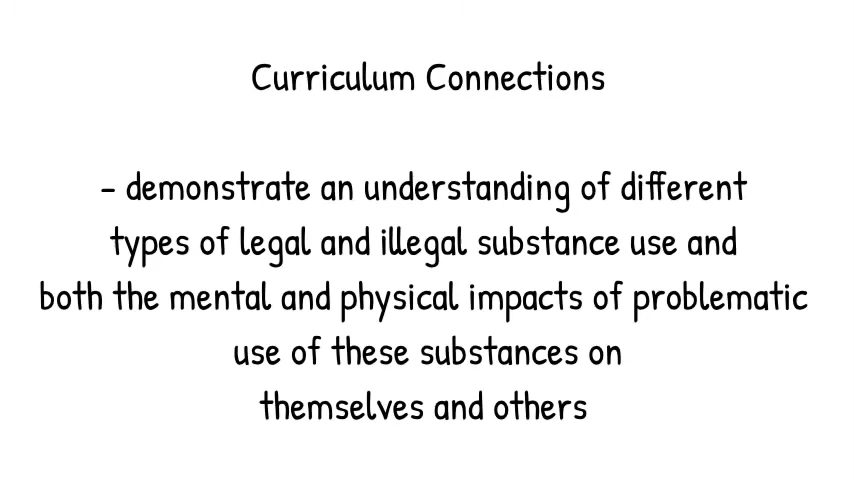 Curriculum Connections
- demonstrate an understanding of different
types of legal and illegal substance use and
both the mental and physical impacts of problematic
use of these substances on
themselves and others